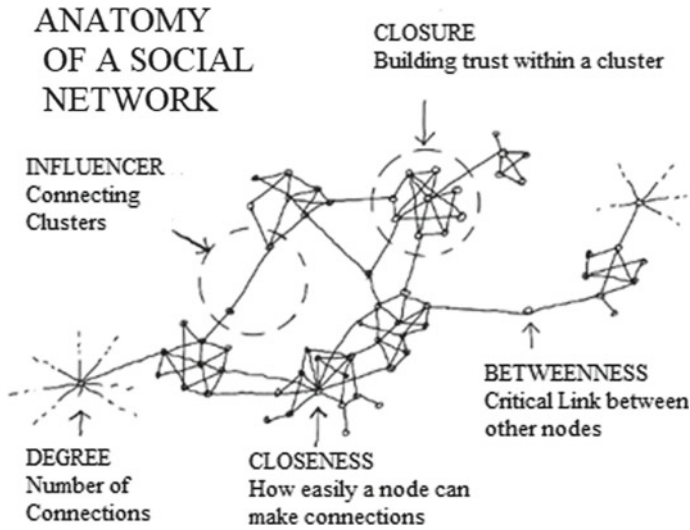 ANATOMY
OF A SOCIAL
NETWORK
CLOSURE
Building trust within a cluster
INFLUENCER
Connecting
Clusters
BETWEENNESS
Critical Link between
other nodes
DEGREE
Number of
Connections
CLOSENESS
How easily a node can
make connections